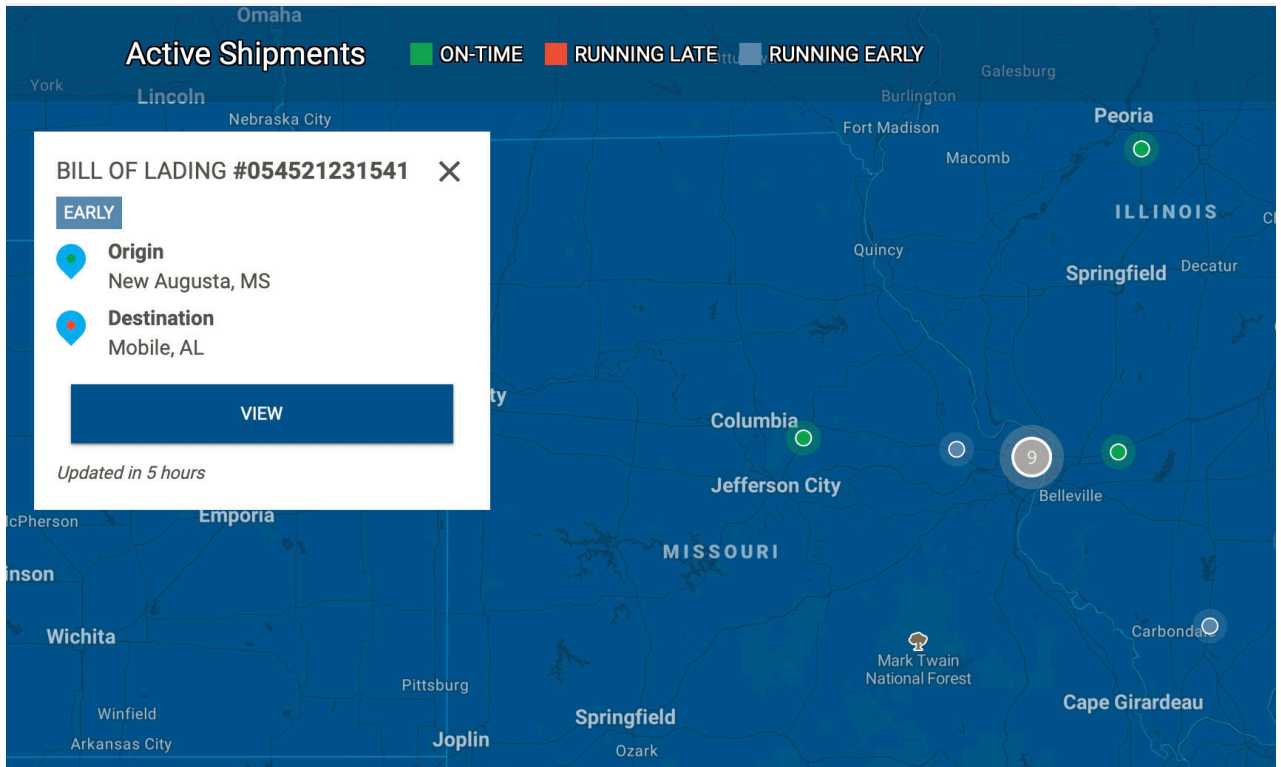 Omaha
Active Shipments
ON-TIME
RUNNING LATE
RUNNING EARLY
Galesburg
York
Lincoln
Burlington
Nebraska City
Peoria
Fort Madison
Macomb
BILL OF LADING #054521231541
EARLY
ILLINOIS
Origin
New Augusta, MS
Quincy
Springfield
Decatur
Destination
Mobile, AL
VIEW
Columbia
9
Jefferson City
Belleville
Updated in 5 hours
Emporia
MISSOURI
Wichita
Carbondale
Mark Twain
National Forest
Pittsburg
Cape Girardeau
Winfield
Springfield
Arkansas City
Joplin
Ozark